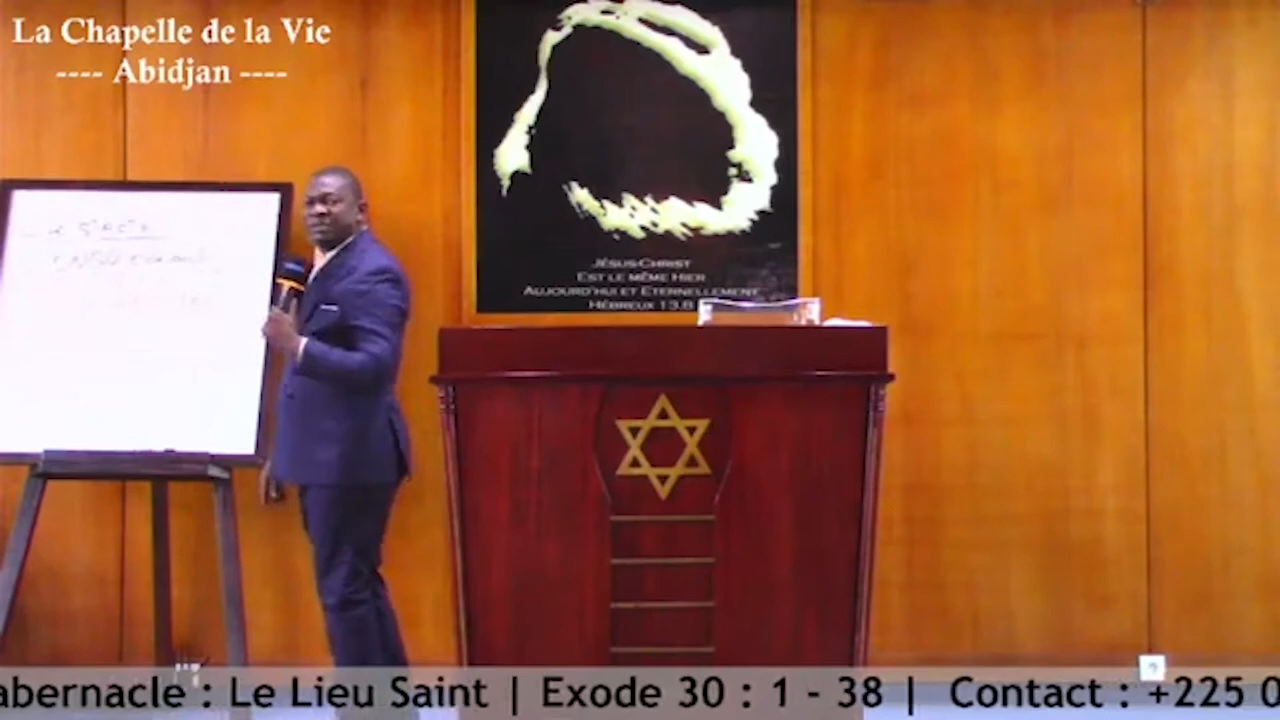 La Chapelle de la Vie
---- Abidjan ----
JÉSUS-CHRIST
EST LE MÊME HIER
AUJOURD'HUI ET ETERNELLEMENT
HÉBREUX 13.8
abernacle : Le Lieu Saint | Exode 30 : 1 - 38 | Contact : +225 0